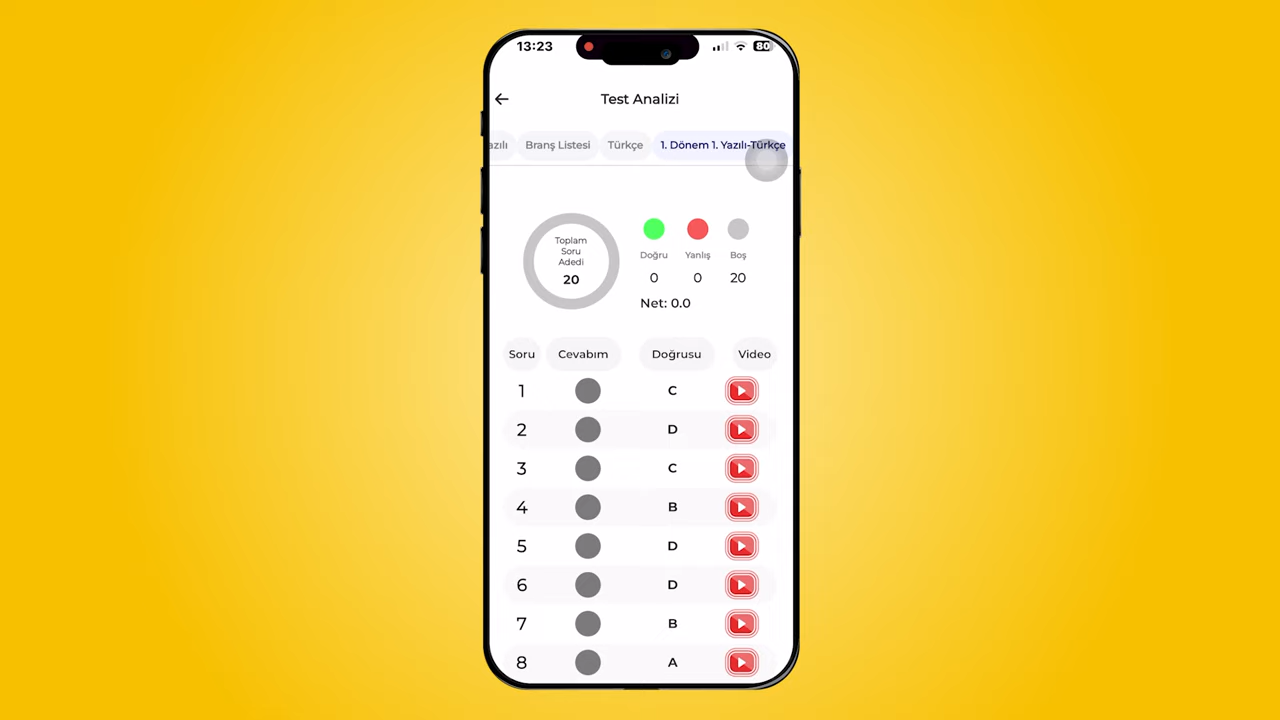 13:23
80
Test Analizi
azılı Branş Listesi Türkçe 1. Dönem 1. Yazılı-Türkçe
Toplam
Soru
Adedi
20
Doğru Yanlış Boş
0 0 20
Net: 0.0
Soru Cevabım Doğrusu Video
1 C
2 D
3 C
4 B
5 D
6 D
7 B
8 A